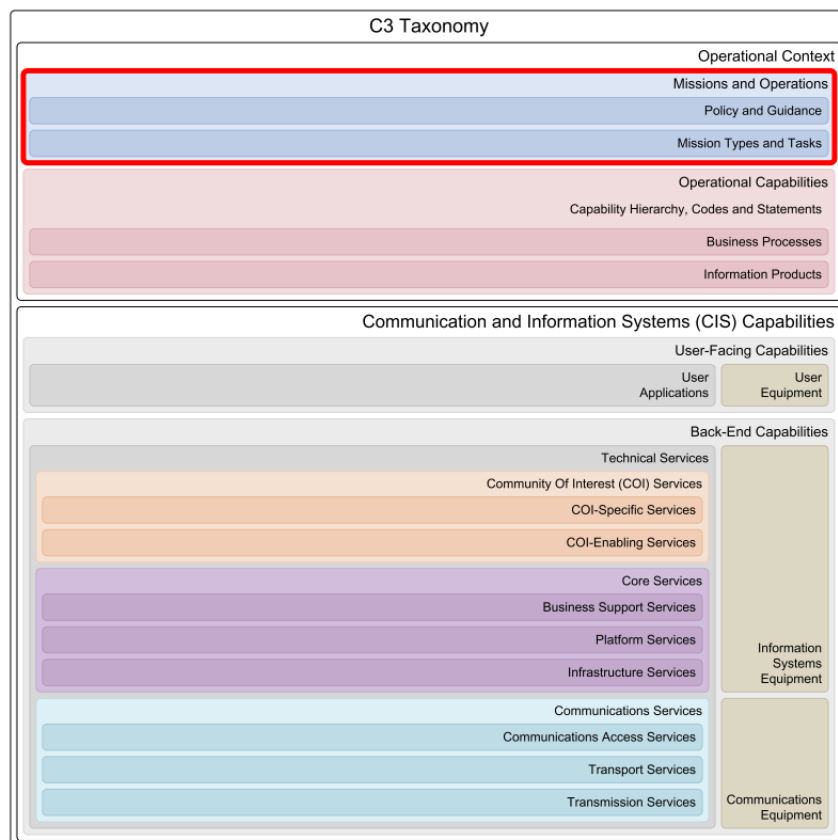 C3 Taxonomy
Operational Context
Missions and Operations
Policy and Guidance
Mission Types and Tasks
Operational Capabilities
Capability Hierarchy, Codes and Statements
Business Processes
Information Products
Communication and Information Systems (CIS) Capabilities
User-Facing Capabilities
User
Applications
User
Equipment
Back-End Capabilities
Technical Services
Community Of Interest (COI) Services
COI-Specific Services
COI-Enabling Services
Core Services
Business Support Services
Platform Services
Infrastructure Services
Information
Systems
Equipment
Communications Services
Communications Access Services
Transport Services
Transmission Services
Communications
Equipment